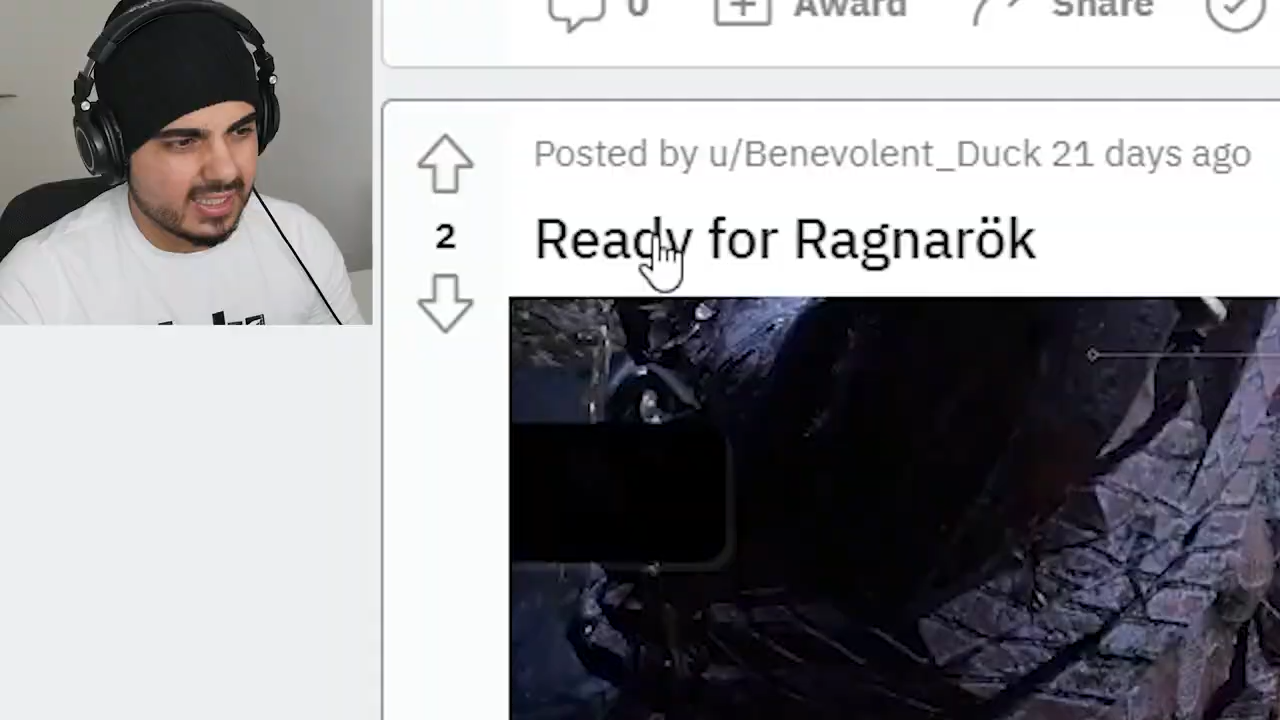 0 Award Share
Posted by u/Benevolent_Duck 21 days ago
2
Ready for Ragnarök